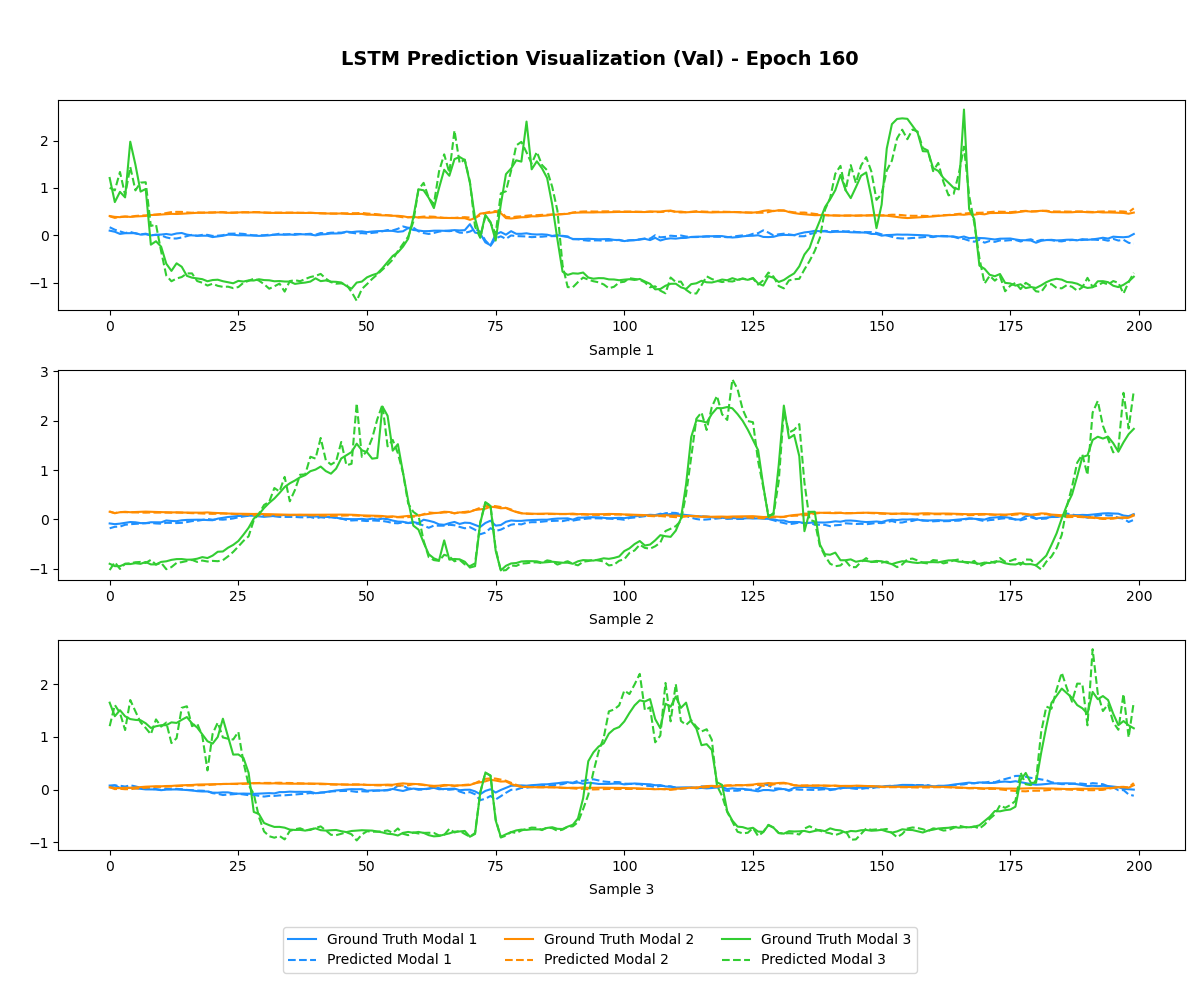 LSTM Prediction Visualization (Val) - Epoch 160
2
1
0
−1
0 25 50 75 100 125 150 175 200
Sample 1
3
2
1
0
−1
0 25 50 75 100 125 150 175 200
Sample 2
2
1
0
−1
0 25 50 75 100 125 150 175 200
Sample 3
Ground Truth Modal 1 Ground Truth Modal 2 Ground Truth Modal 3
Predicted Modal 1 Predicted Modal 2 Predicted Modal 3